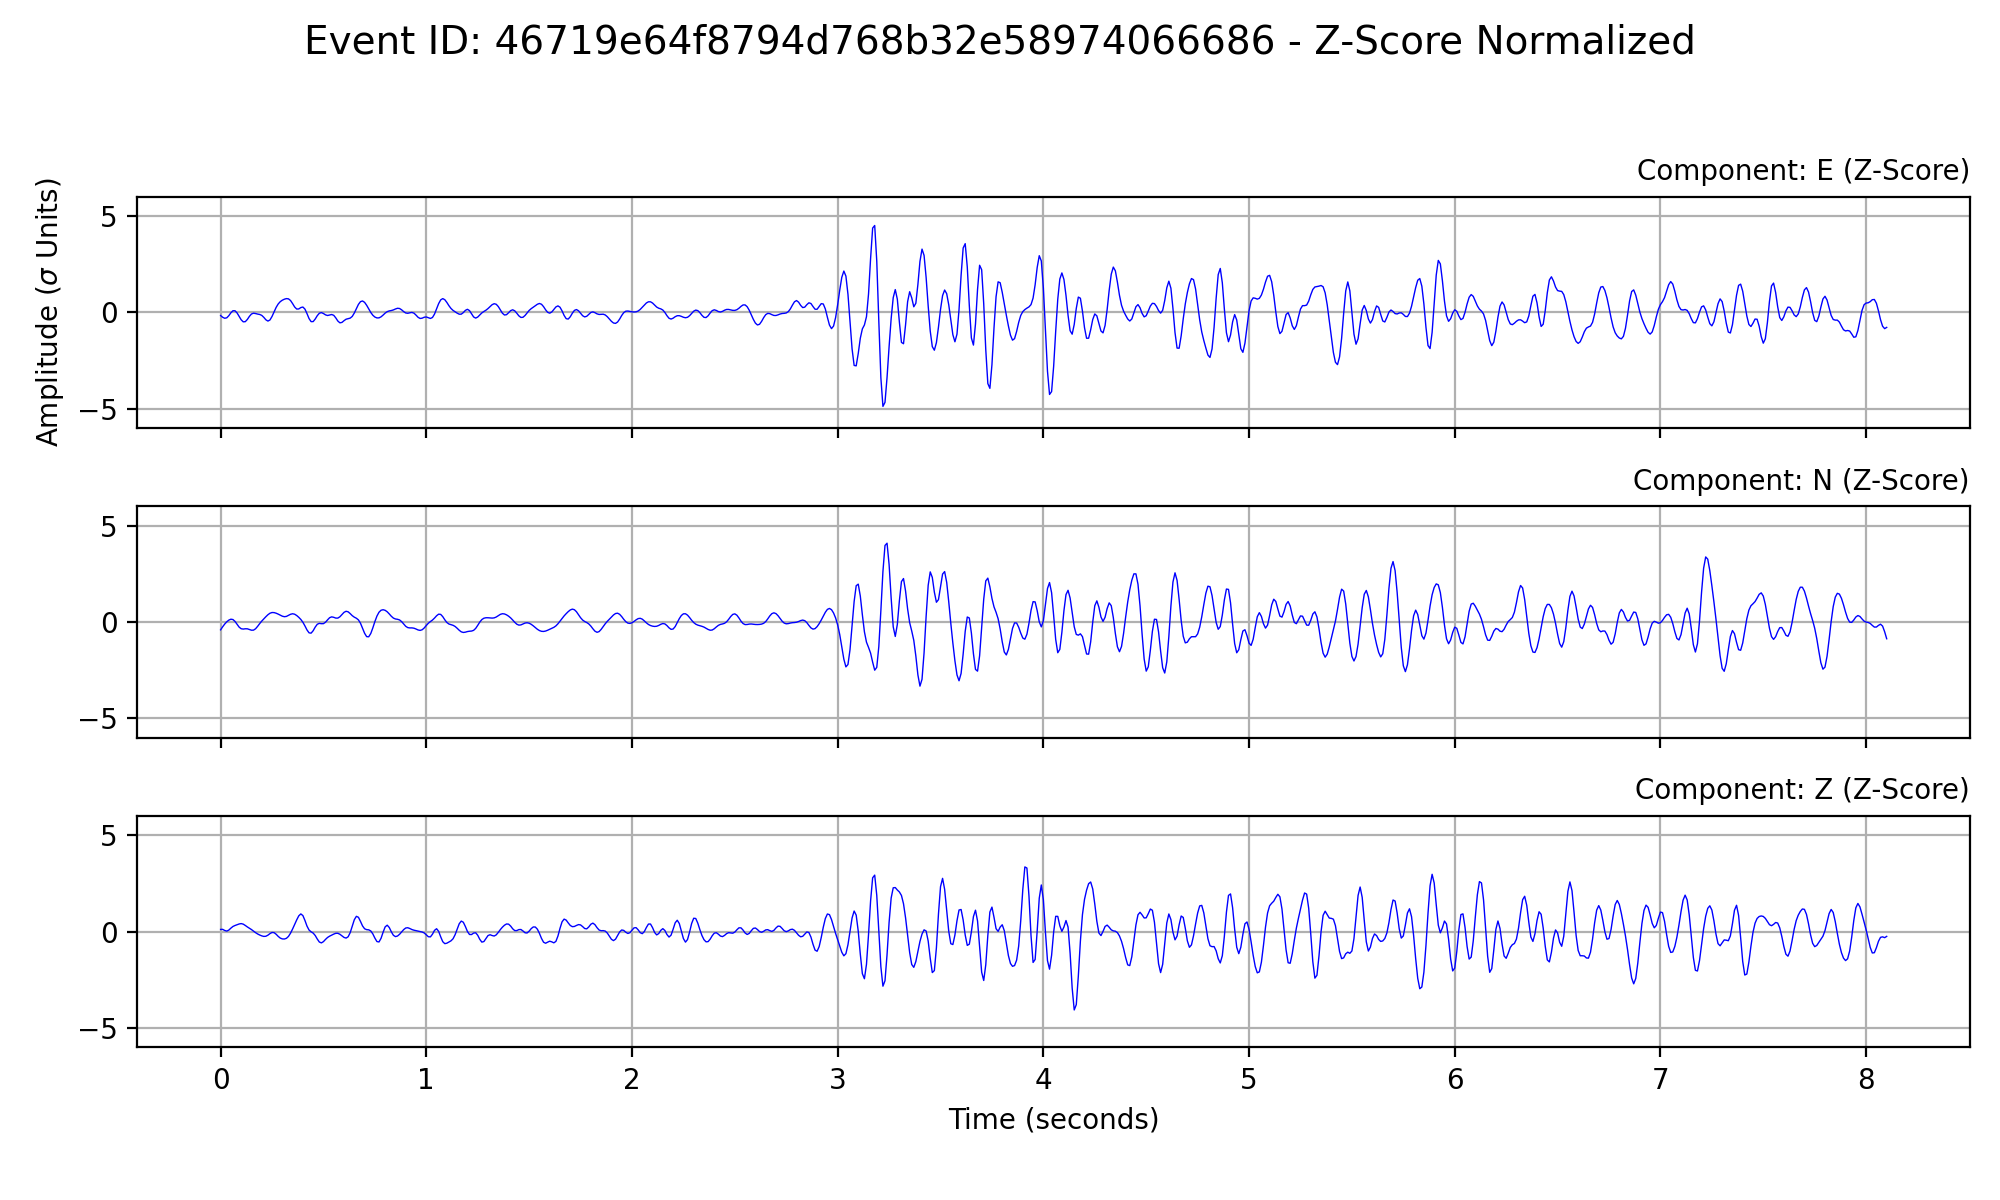 Event ID: 46719e64f8794d768b32e58974066686 - Z-Score Normalized
Component: E (Z-Score)
Amplitude (σ Units)
5
0
−5
Component: N (Z-Score)
5
0
−5
Component: Z (Z-Score)
5
0
−5
0 1 2 3 4 5 6 7 8
Time (seconds)